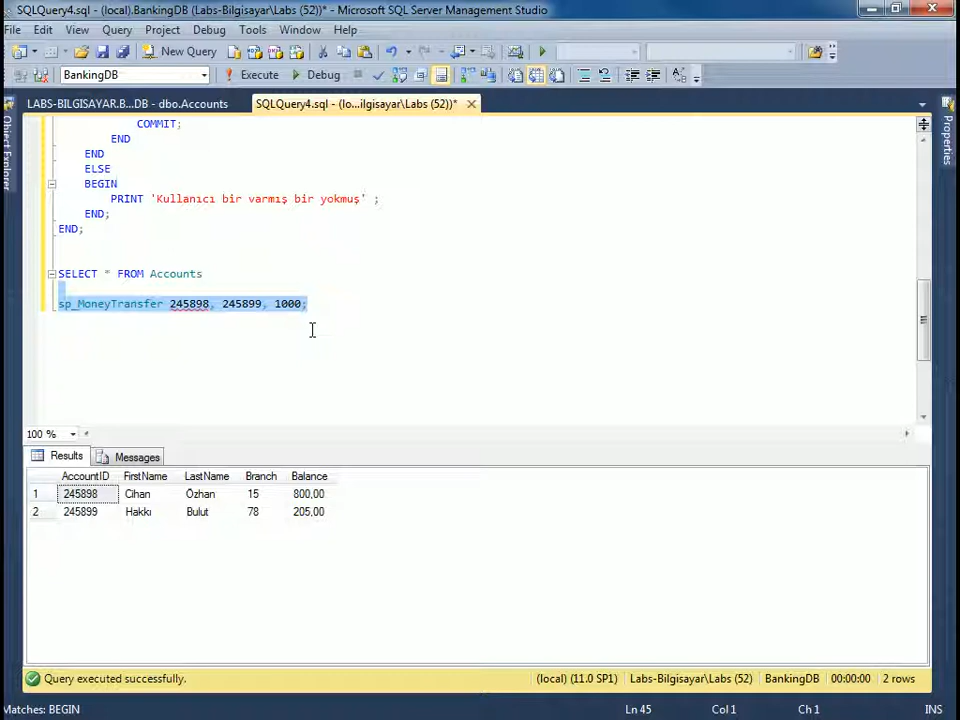 SQLQuery4.sql - (local).BankingDB (Labs-Bilgisayar\Labs (52))* - Microsoft SQL Server Management Studio
File Edit View Query Project Debug Tools Window Help
New Query
BankingDB Execute Debug
LABS-BILGISAYAR.B...DB - dbo.Accounts SQLQuery4.sql - (lo...ilgisayar\Labs (52))*
Object Explorer
Properties
COMMIT;
END
END
ELSE
BEGIN
PRINT 'Kullanıcı bir varmış bir yokmuş' ;
END;
END;
SELECT * FROM Accounts
sp_MoneyTransfer 245898, 245899, 1000;
100 %
Results Messages
AccountID FirstName LastName Branch Balance
1 245898 Cihan Özhan 15 800,00
2 245899 Hakkı Bulut 78 205,00
Query executed successfully. (local) (11.0 SP1) Labs-Bilgisayar\Labs (52) BankingDB 00:00:00 2 rows
Matches: BEGIN Ln 45 Col 1 Ch 1 INS